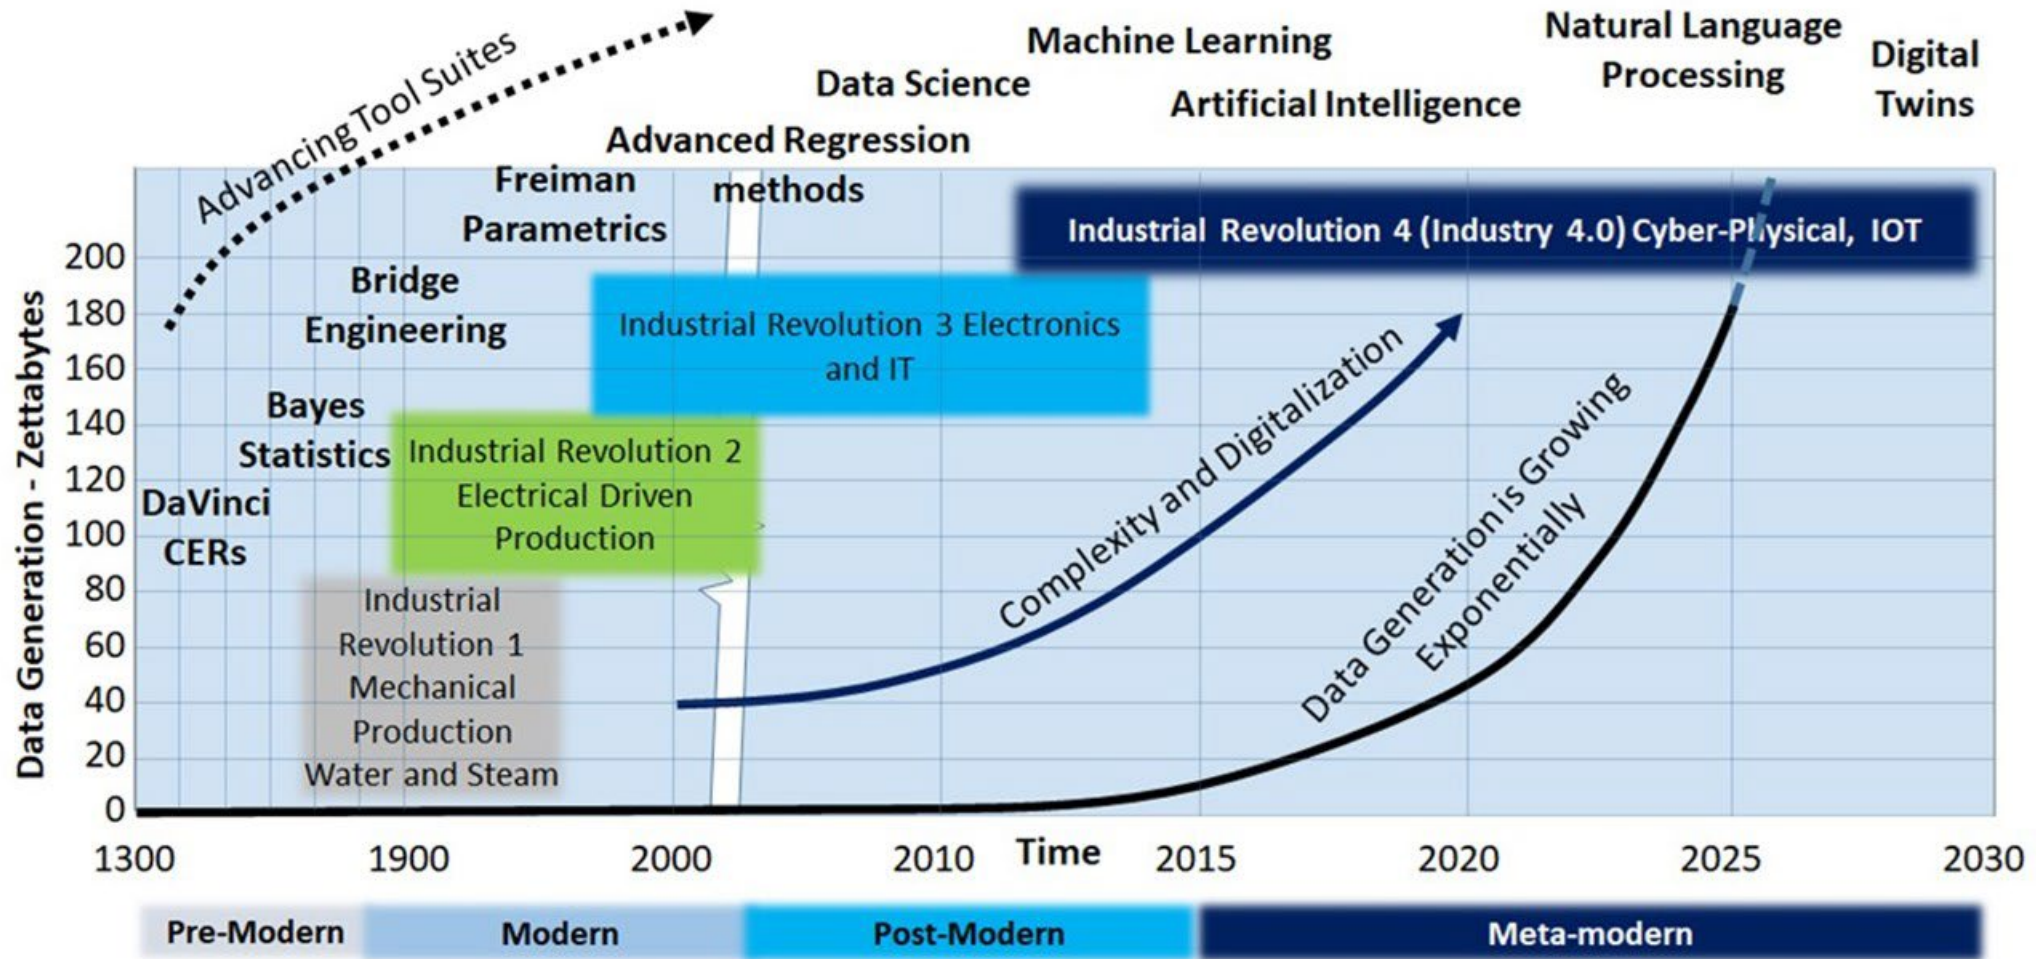 Advancing Tool Suites
Machine Learning
Natural Language
Processing
Digital
Twins
Data Science
Artificial Intelligence
Advanced Regression
methods
Freiman
Parametrics
Bridge
Engineering
Bayes
Statistics
DaVinci
CERs
Industrial Revolution 4 (Industry 4.0) Cyber-Physical, IOT
Industrial Revolution 3 Electronics
and IT
Industrial Revolution 2
Electrical Driven
Production
Industrial
Revolution 1
Mechanical
Production
Water and Steam
Complexity and Digitalization
Data Generation is Growing
Exponentially
Data Generation - Zettabytes
200
180
160
140
120
100
80
60
40
20
0
1300 1900 2000 2010 Time 2015 2020 2025 2030
Pre-Modern Modern Post-Modern Meta-modern